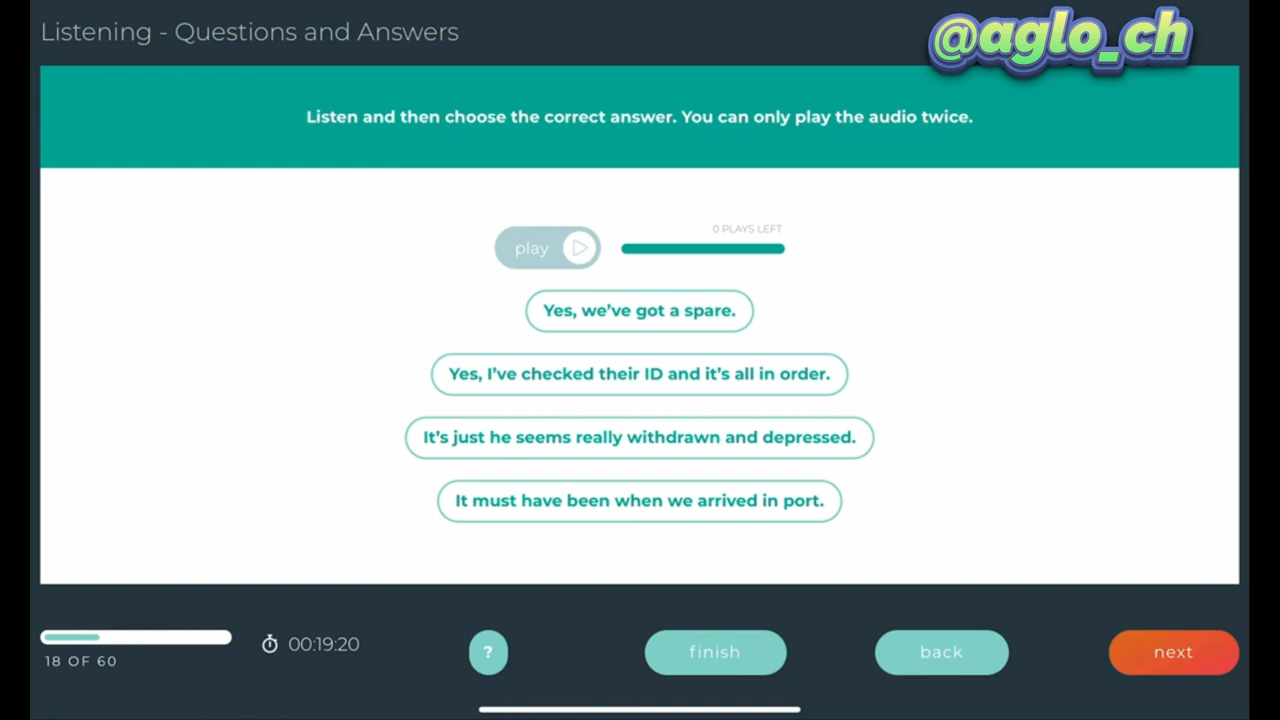 Listening - Questions and Answers
@aglo_ch
Listen and then choose the correct answer. You can only play the audio twice.
0 PLAYS LEFT
play
Yes, we've got a spare.
Yes, I've checked their ID and it's all in order.
It's just he seems really withdrawn and depressed.
It must have been when we arrived in port.
18 OF 60
00:19:20
?
finish
back
next